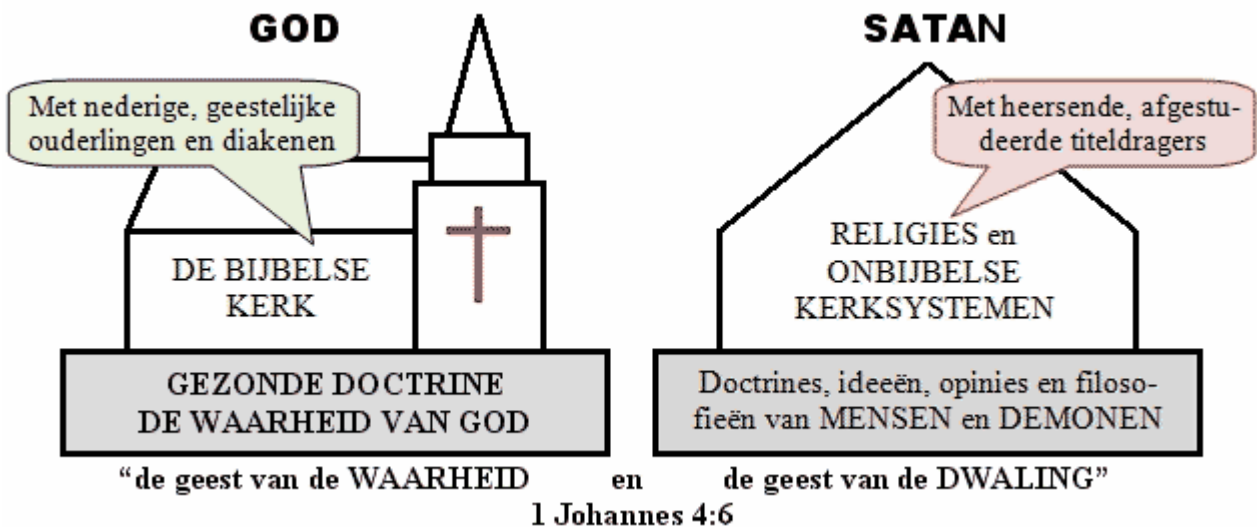 GOD
Met nederige, geestelijke
ouderlingen en diakenen
DE BIJBELSE
KERK
GEZONDE DOCTRINE
DE WAARHEID VAN GOD
SATAN
Met heersende, afgestu-
deerde titeldragers
RELIGIES en
ONBIJBELSE
KERKSYSTEMEN
Doctrines, ideeën, opinies en filoso-
fieën van MENSEN en DEMONEN
“de geest van de WAARHEID en de geest van de DWALING”
1 Johannes 4:6